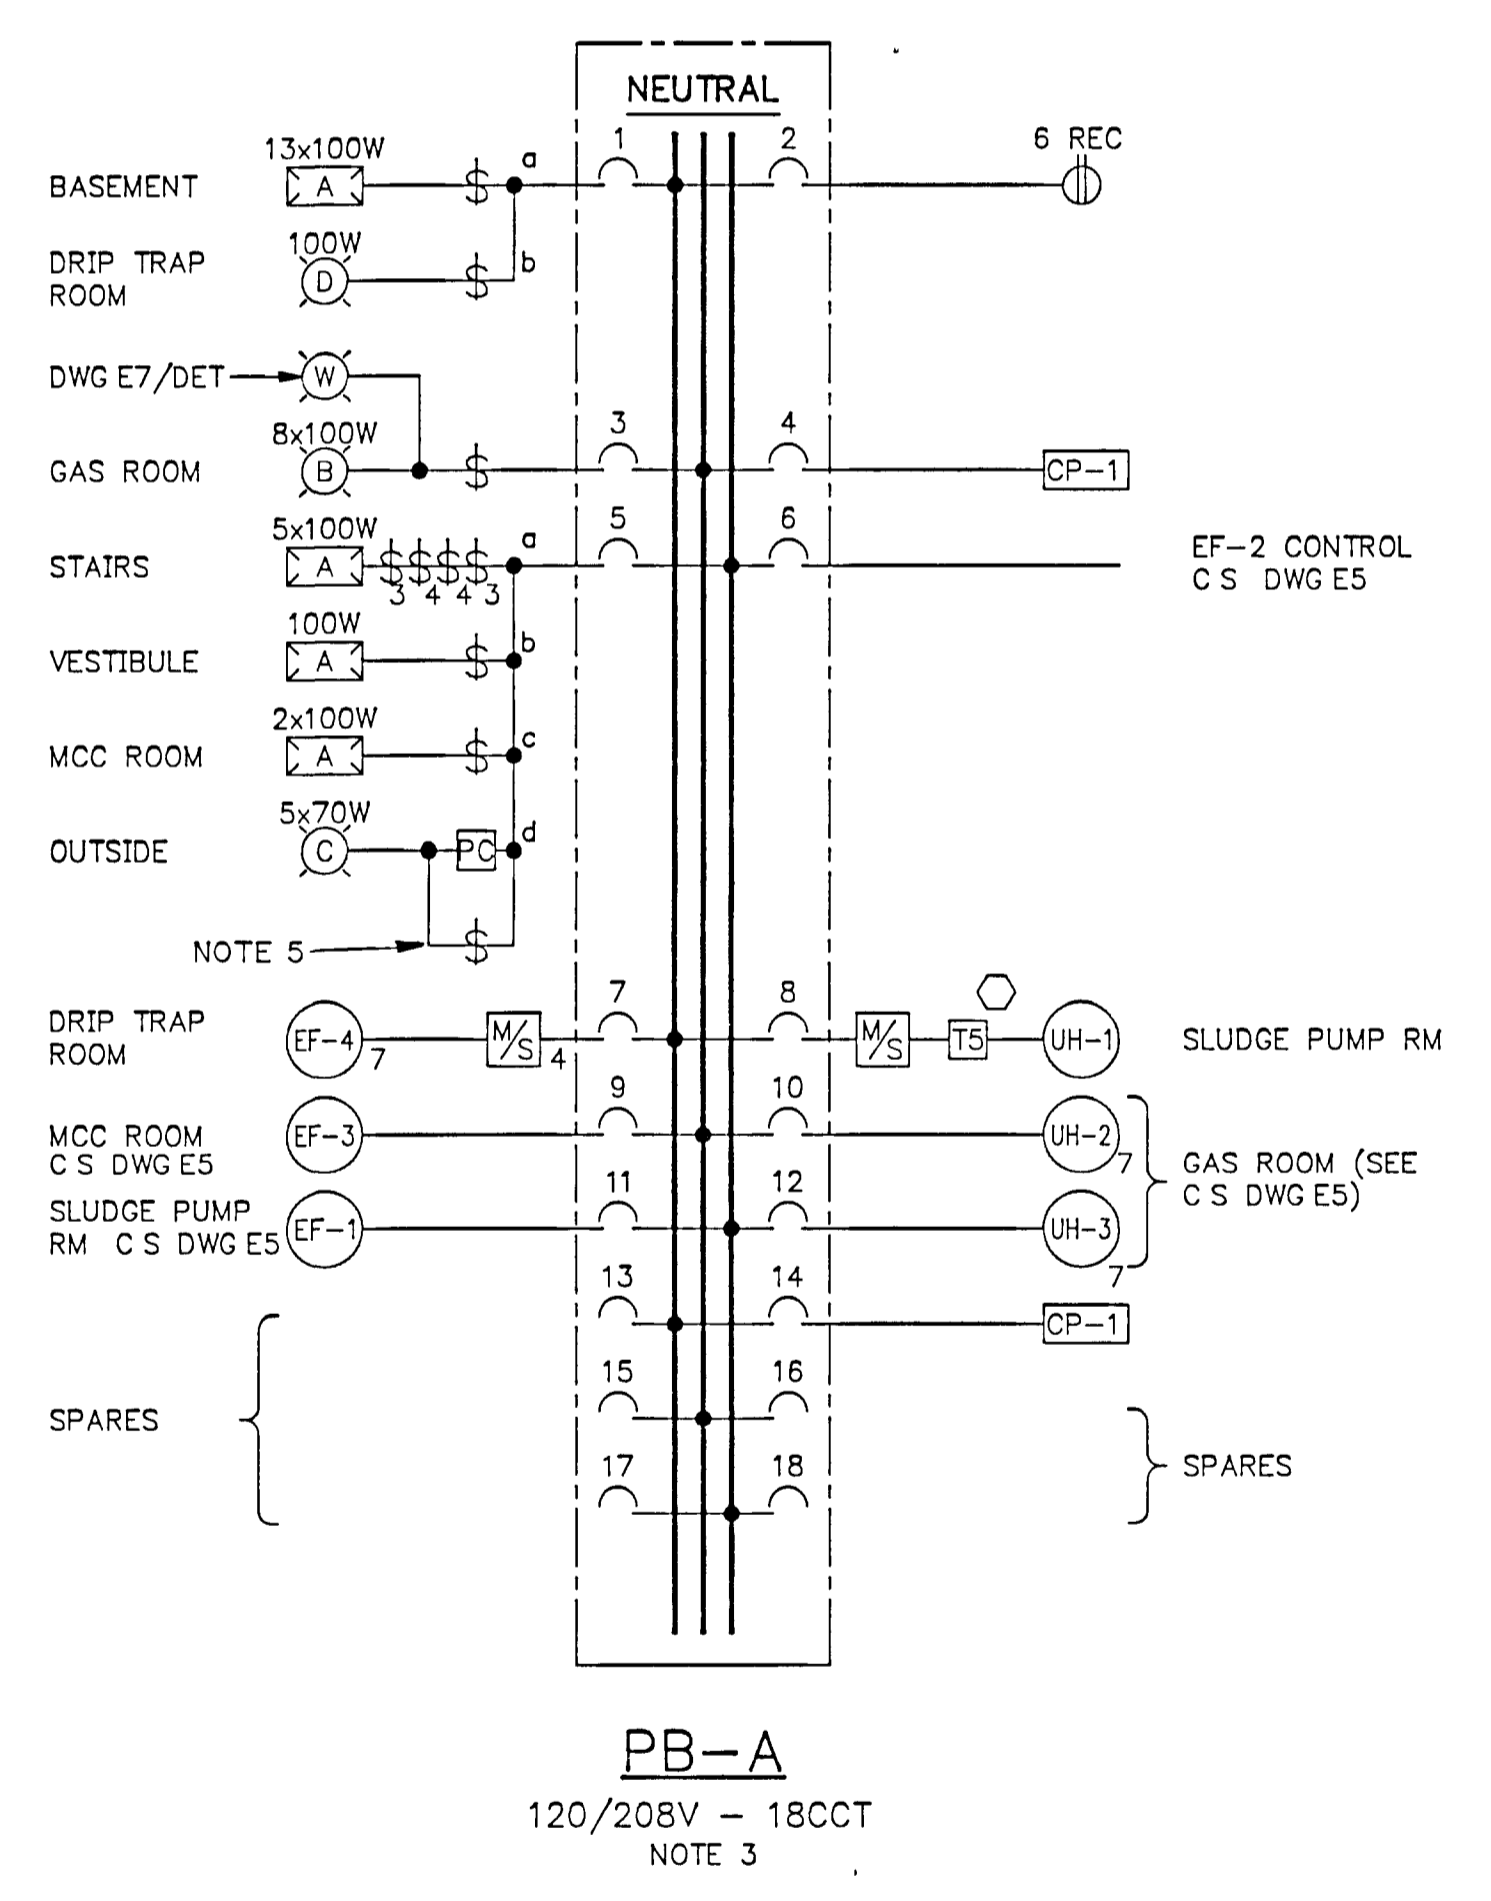 NEUTRAL
13x100W
1
2
6 REC
BASEMENT
A
$
a
100W
DRIP TRAP
ROOM
D
$
b
DWG E7/DET
W
8x100W
3
4
GAS ROOM
B
$
CP-1
5x100W
5
6
STAIRS
A
$ $ $ $
3 4 4 3
a
EF-2 CONTROL
C S DWG E5
100W
VESTIBULE
A
$
b
2x100W
MCC ROOM
A
$
c
5x70W
OUTSIDE
C
PC
d
NOTE 5
$
7
8
DRIP TRAP
ROOM
EF-4
7
M/S
4
M/S
T5
UH-1
SLUDGE PUMP RM
9
10
MCC ROOM
C S DWG E5
EF-3
UH-2
7
GAS ROOM (SEE
C S DWG E5)
11
12
SLUDGE PUMP
RM C S DWG E5
EF-1
UH-3
7
13
14
CP-1
15
16
SPARES
SPARES
17
18
PB-A
120/208V - 18CCT
NOTE 3